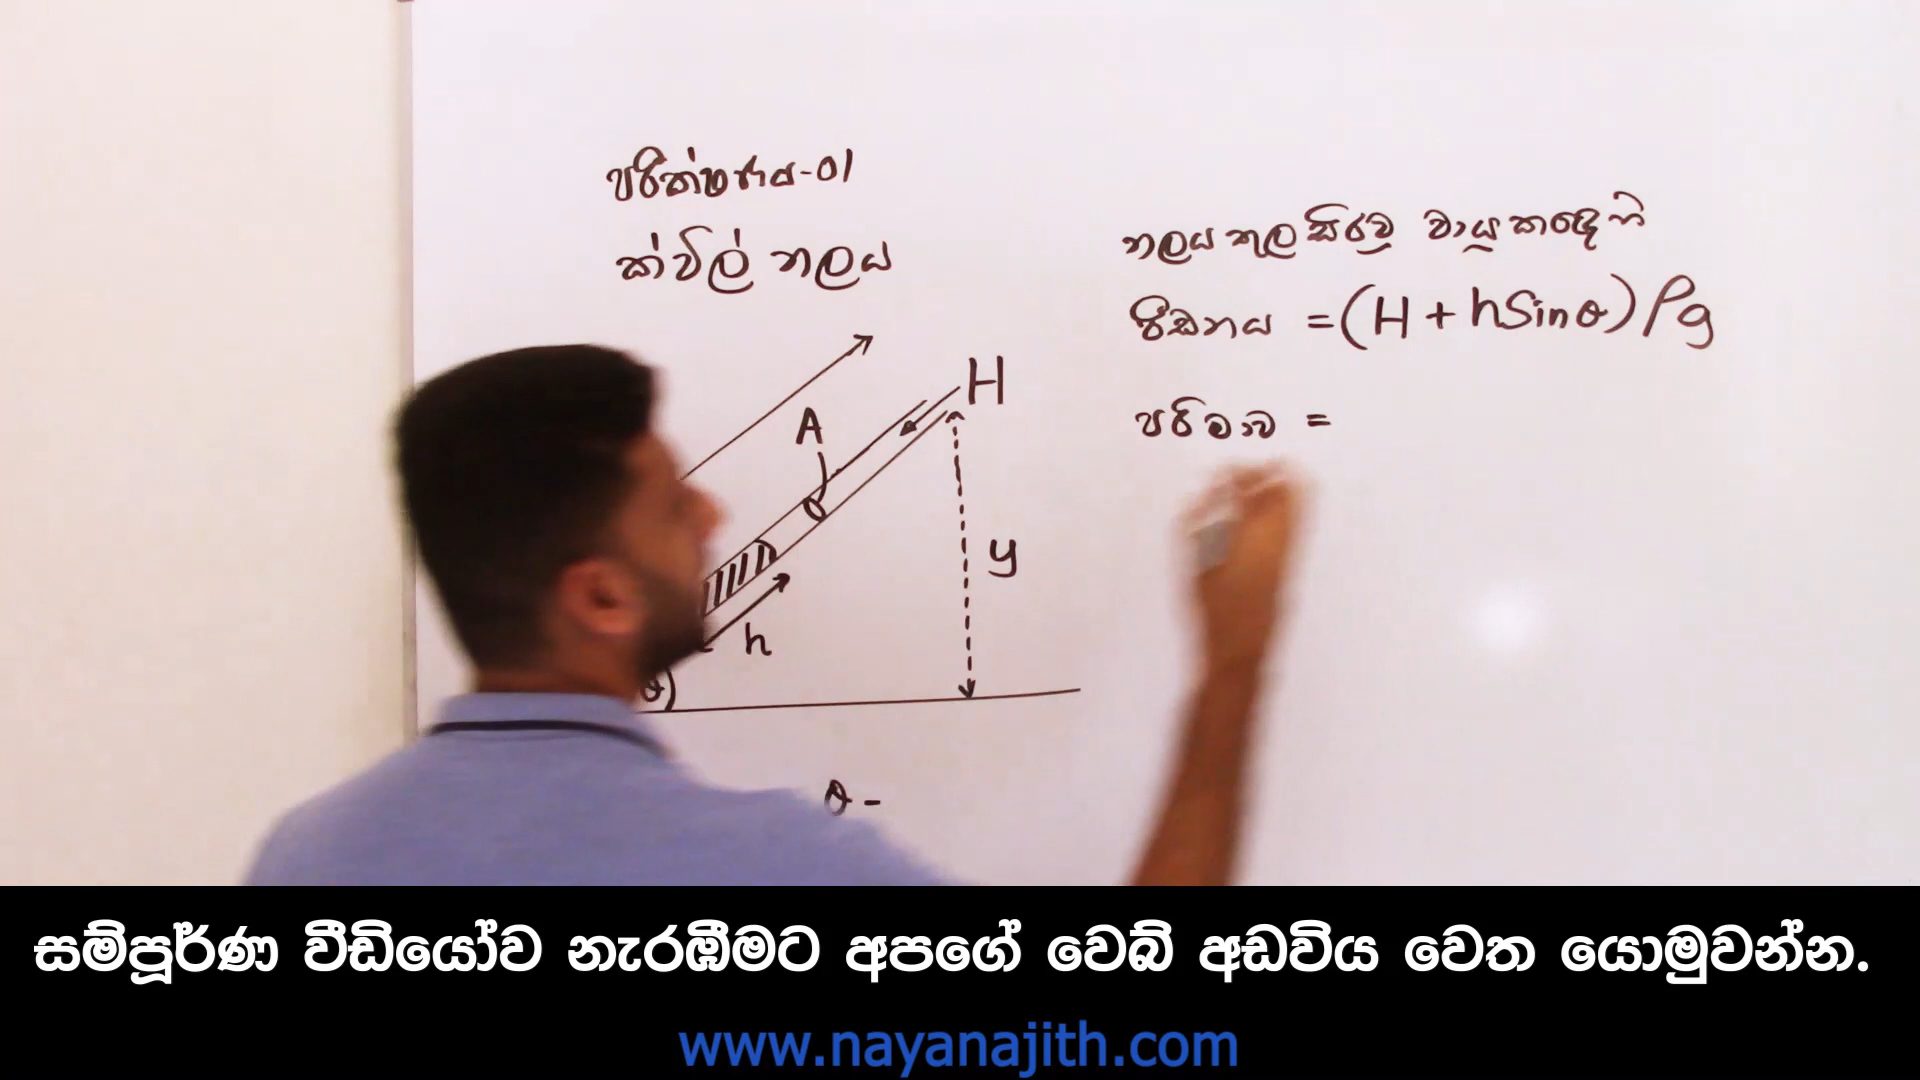 පරීක්ෂණය-01
ක්විල් නලය
නලය තුල සිරවු වායු කඳෙහි
පීඩනය = (H + hSinθ) ρg
පරිමාව =
H
A
y
h
θ
θ -
සම්පූර්ණ වීඩියෝව නැරඹීමට අපගේ වෙබ් අඩවිය වෙත යොමුවන්න.
www.nayanajith.com